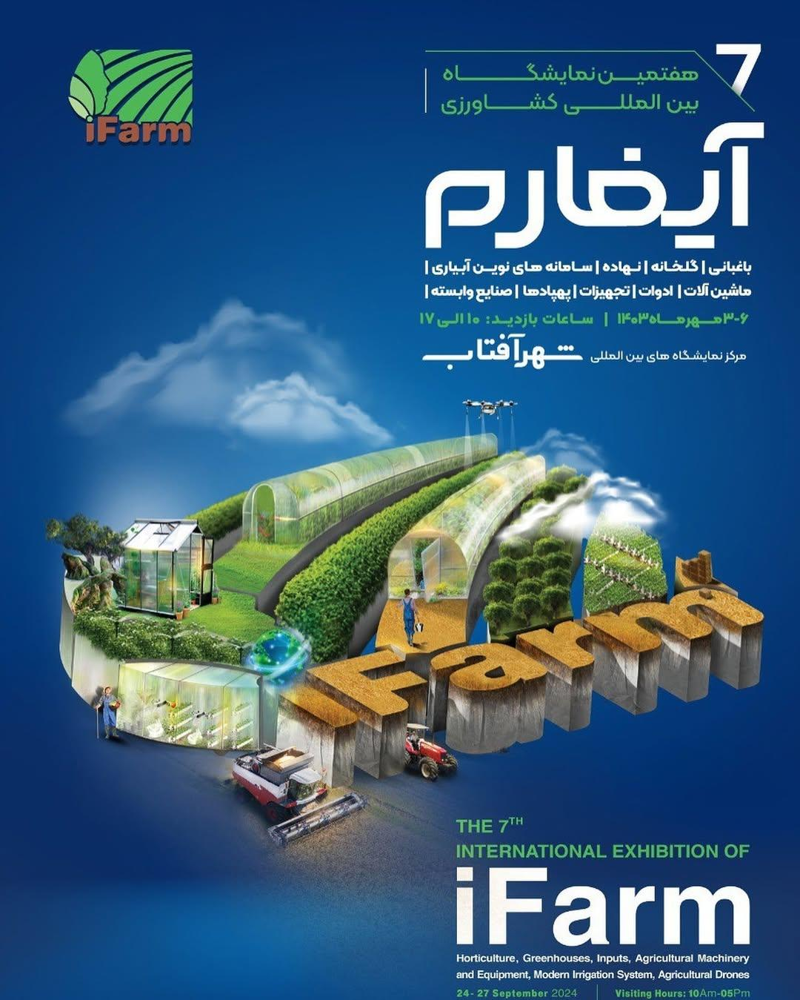 iFarm
7
هفتمین نمایشگاه
بین المللی کشاورزی
آیفارم
باغبانی | گلخانه | نهاده | سامانه های نوین آبیاری |
ماشین آلات | ادوات | تجهیزات | پهپادها | صنایع وابسته |
۳-۶ مهرماه ۱۴۰۳ | ساعات بازدید: ۱۰ الی ۱۷
مرکز نمایشگاه های بین المللی شهرآفتاب
iFarm
THE 7TH
INTERNATIONAL EXHIBITION OF
iFarm
Horticulture, Greenhouses, Inputs, Agricultural Machinery
and Equipment, Modern Irrigation System, Agricultural Drones
24- 27 September 2024 | Visiting Hours: 10Am-05Pm